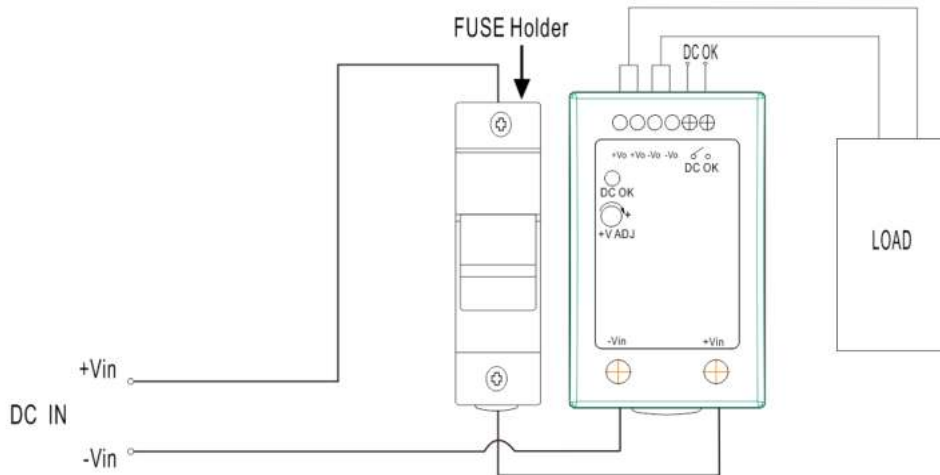 FUSE Holder
DC OK
+Vo +Vo -Vo -Vo
DC OK
DC OK
+
+V ADJ
LOAD
-Vin +Vin
+Vin
DC IN
-Vin